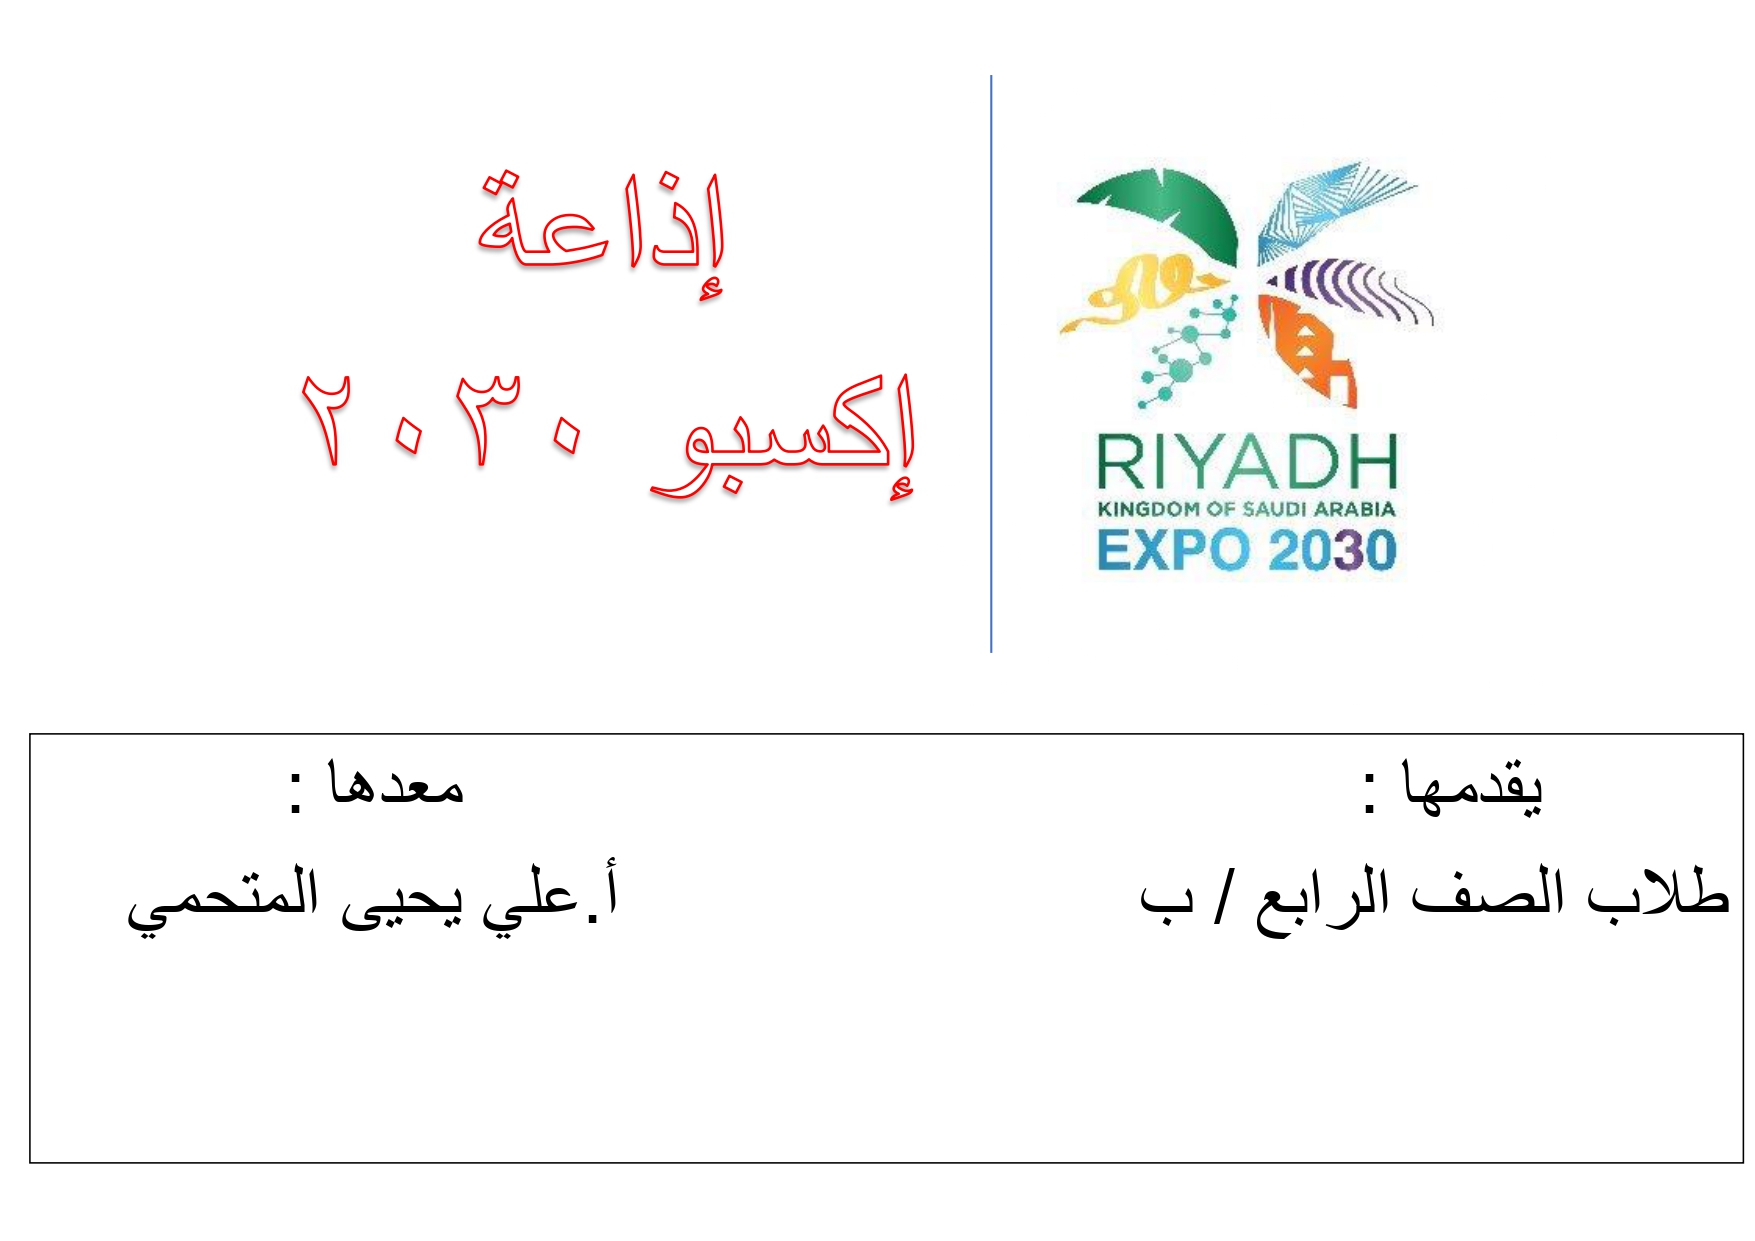 إذاعة
إكسبو ٢٠٣٠
RIYADH
KINGDOM OF SAUDI ARABIA
EXPO 2030
يقدمها :
معدها :
طلاب الصف الرابع / ب
أ.علي يحيى المتحمي